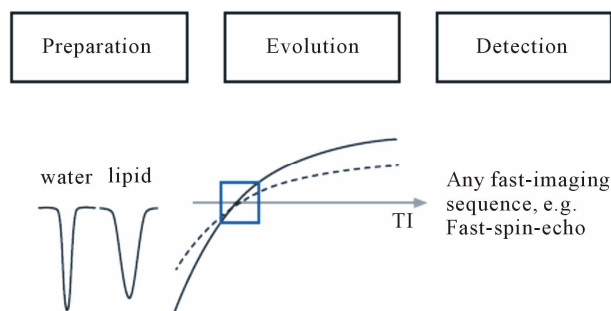 Preparation
Evolution
Detection
water lipid
TI
Any fast-imaging
sequence, e.g.
Fast-spin-echo